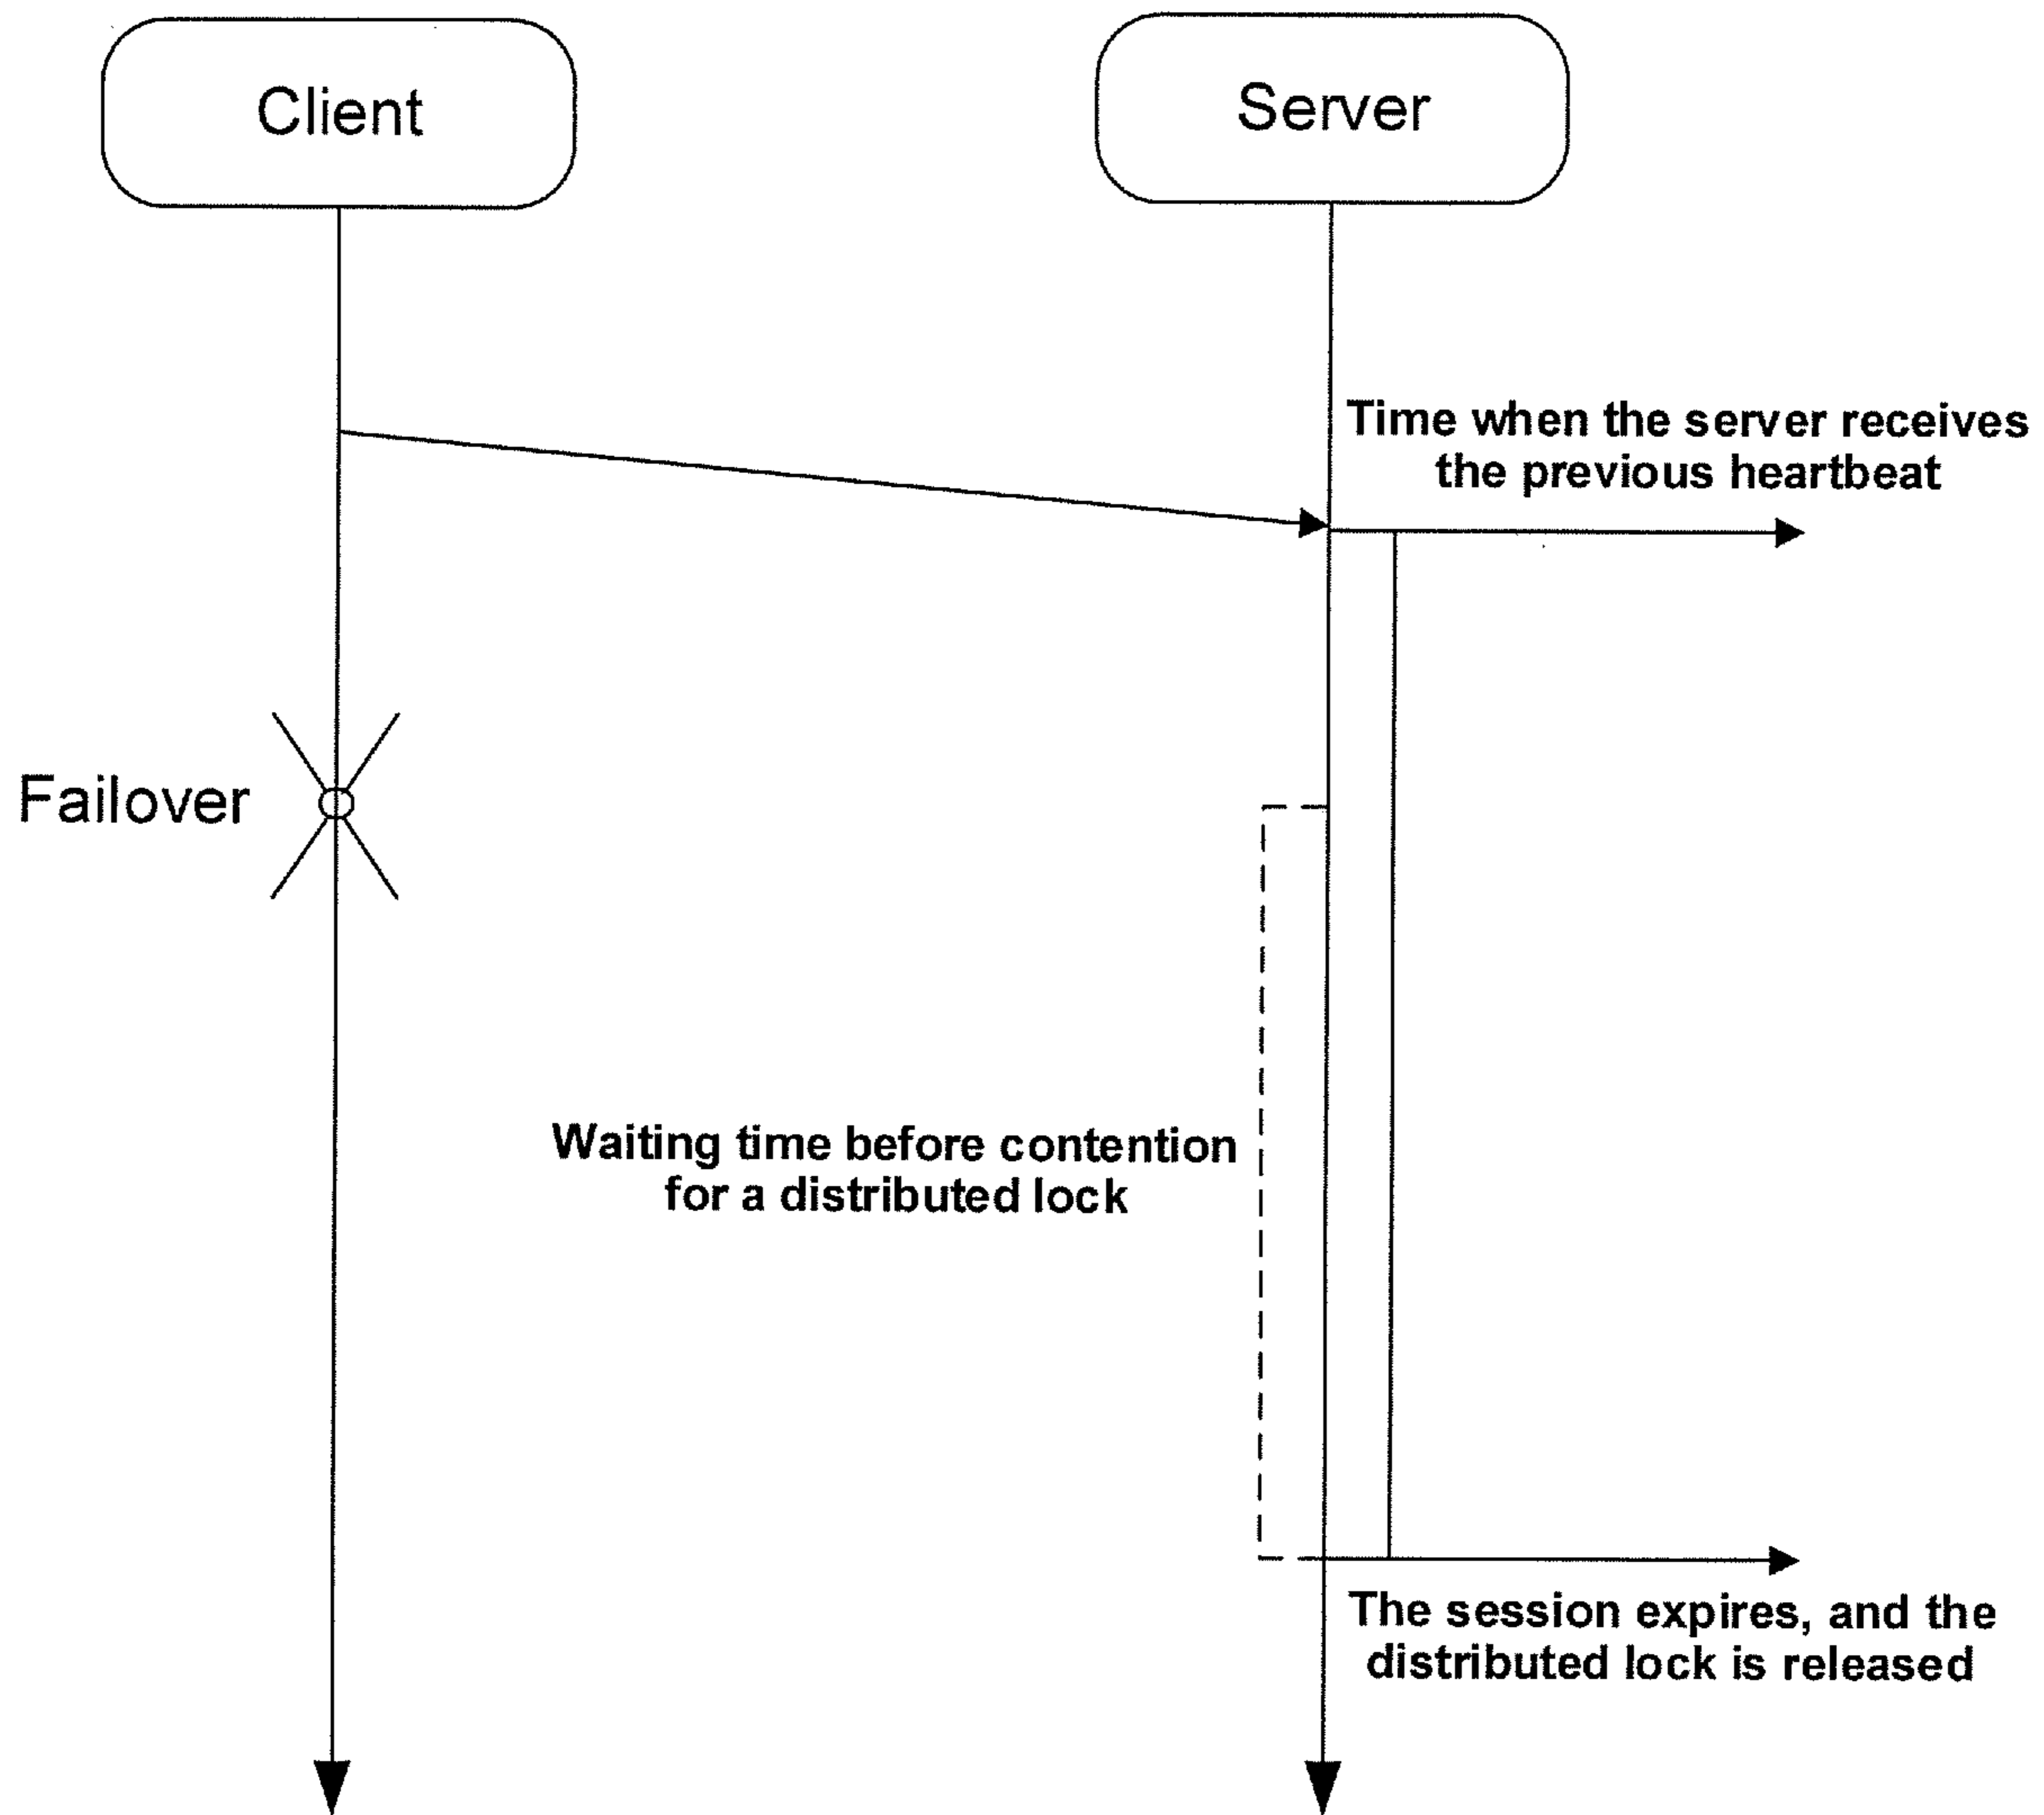 Client
Server
Time when the server receives
the previous heartbeat
Failover
Waiting time before contention
for a distributed lock
The session expires, and the
distributed lock is released